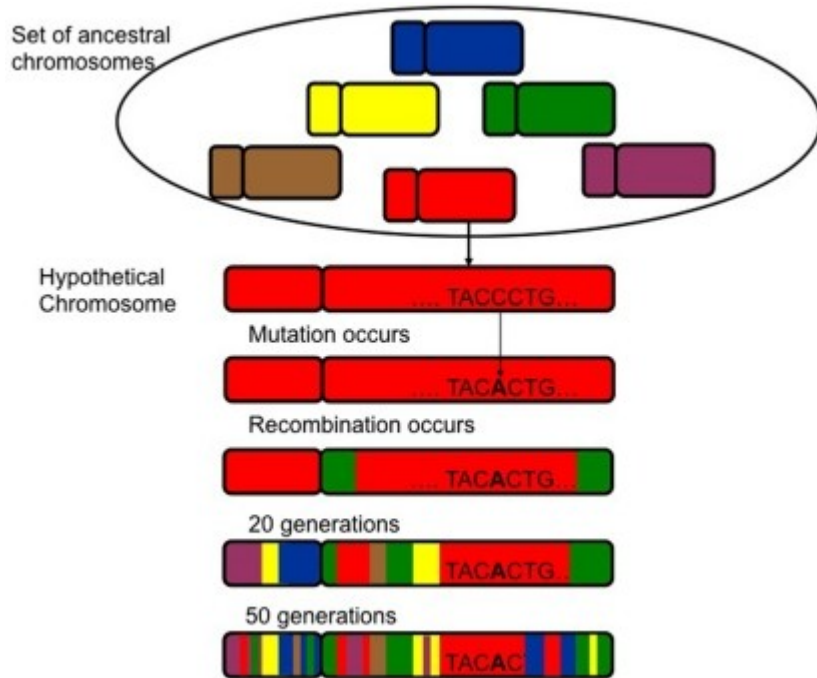 Set of ancestral
chromosomes
Hypothetical
Chromosome
.... TACCCTG...
Mutation occurs
.... TACACTG...
Recombination occurs
.... TACACTG...
20 generations
TACACTG..
50 generations
TACAC